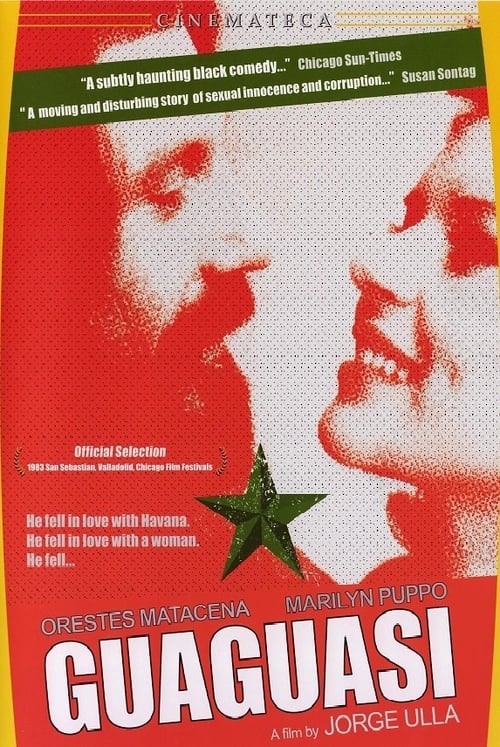 CINEMATECA
"A subtly haunting black comedy..." Chicago Sun-Times
"A moving and disturbing story of sexual innocence and corruption..." Susan Sontag
Official Selection
1983 San Sebastian, Valladolid, Chicago Film Festivals
He fell in love with Havana.
He fell in love with a woman.
He fell...
ORESTES MATACENA MARILYN PUPPO
GUAGUASI
A film by JORGE ULLA